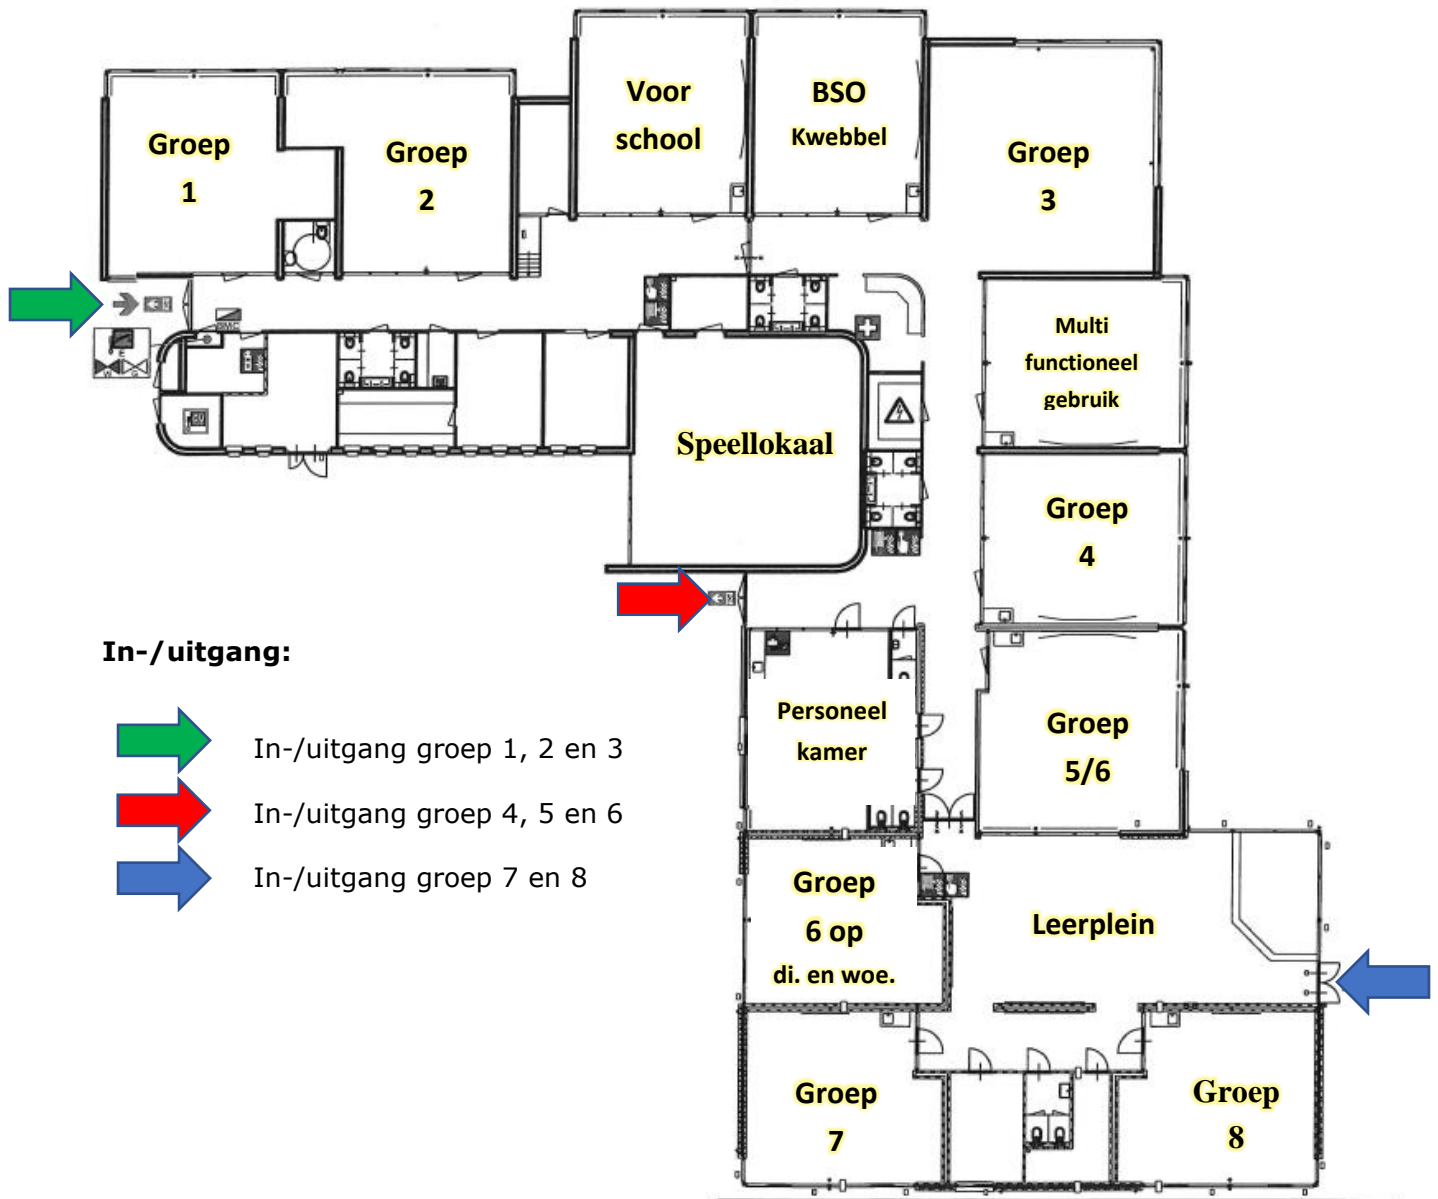 Voor
school
BSO
Kwebbel
Groep
1
Groep
2
Groep
3
BMC
E
W
G
Multi
functioneel
gebruik
Speellokaal
Groep
4
In-/uitgang:
In-/uitgang groep 1, 2 en 3
In-/uitgang groep 4, 5 en 6
In-/uitgang groep 7 en 8
Personeel
kamer
Groep
5/6
Groep
6 op
di. en woe.
Leerplein
Groep
7
Groep
8